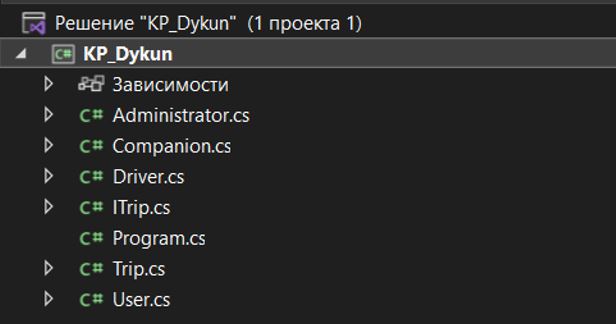 Решение "KP_Dykun" (1 проекта 1)
C# KP_Dykun
Зависимости
C# Administrator.cs
C# Companion.cs
C# Driver.cs
C# ITrip.cs
C# Program.cs
C# Trip.cs
C# User.cs